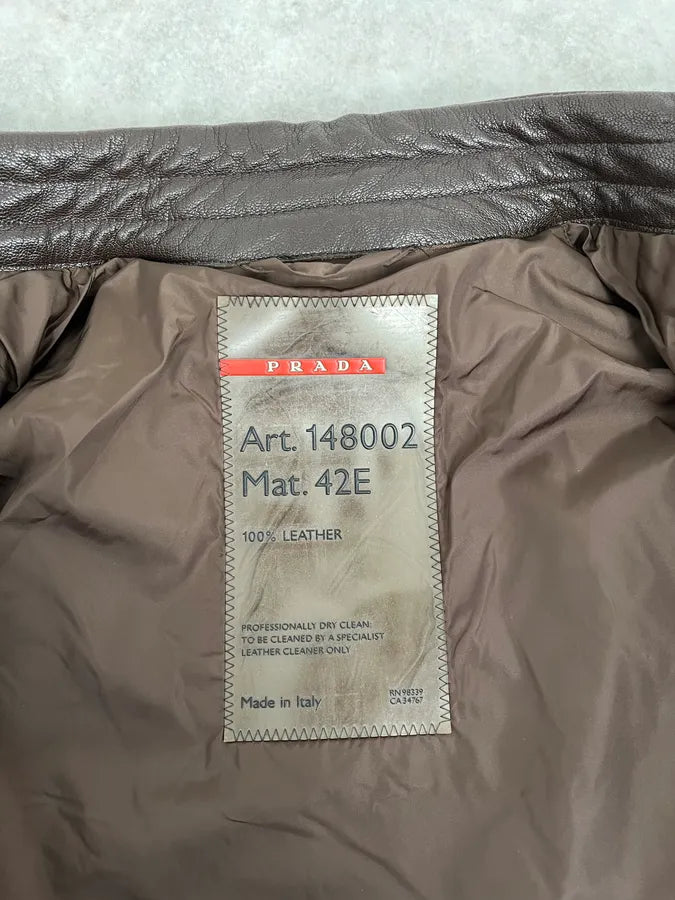 PRADA
Art. 148002
Mat. 42E
100% LEATHER
PROFESSIONALLY DRY CLEAN:
TO BE CLEANED BY A SPECIALIST
LEATHER CLEANER ONLY
Made in Italy
RN 98339
CA 34767